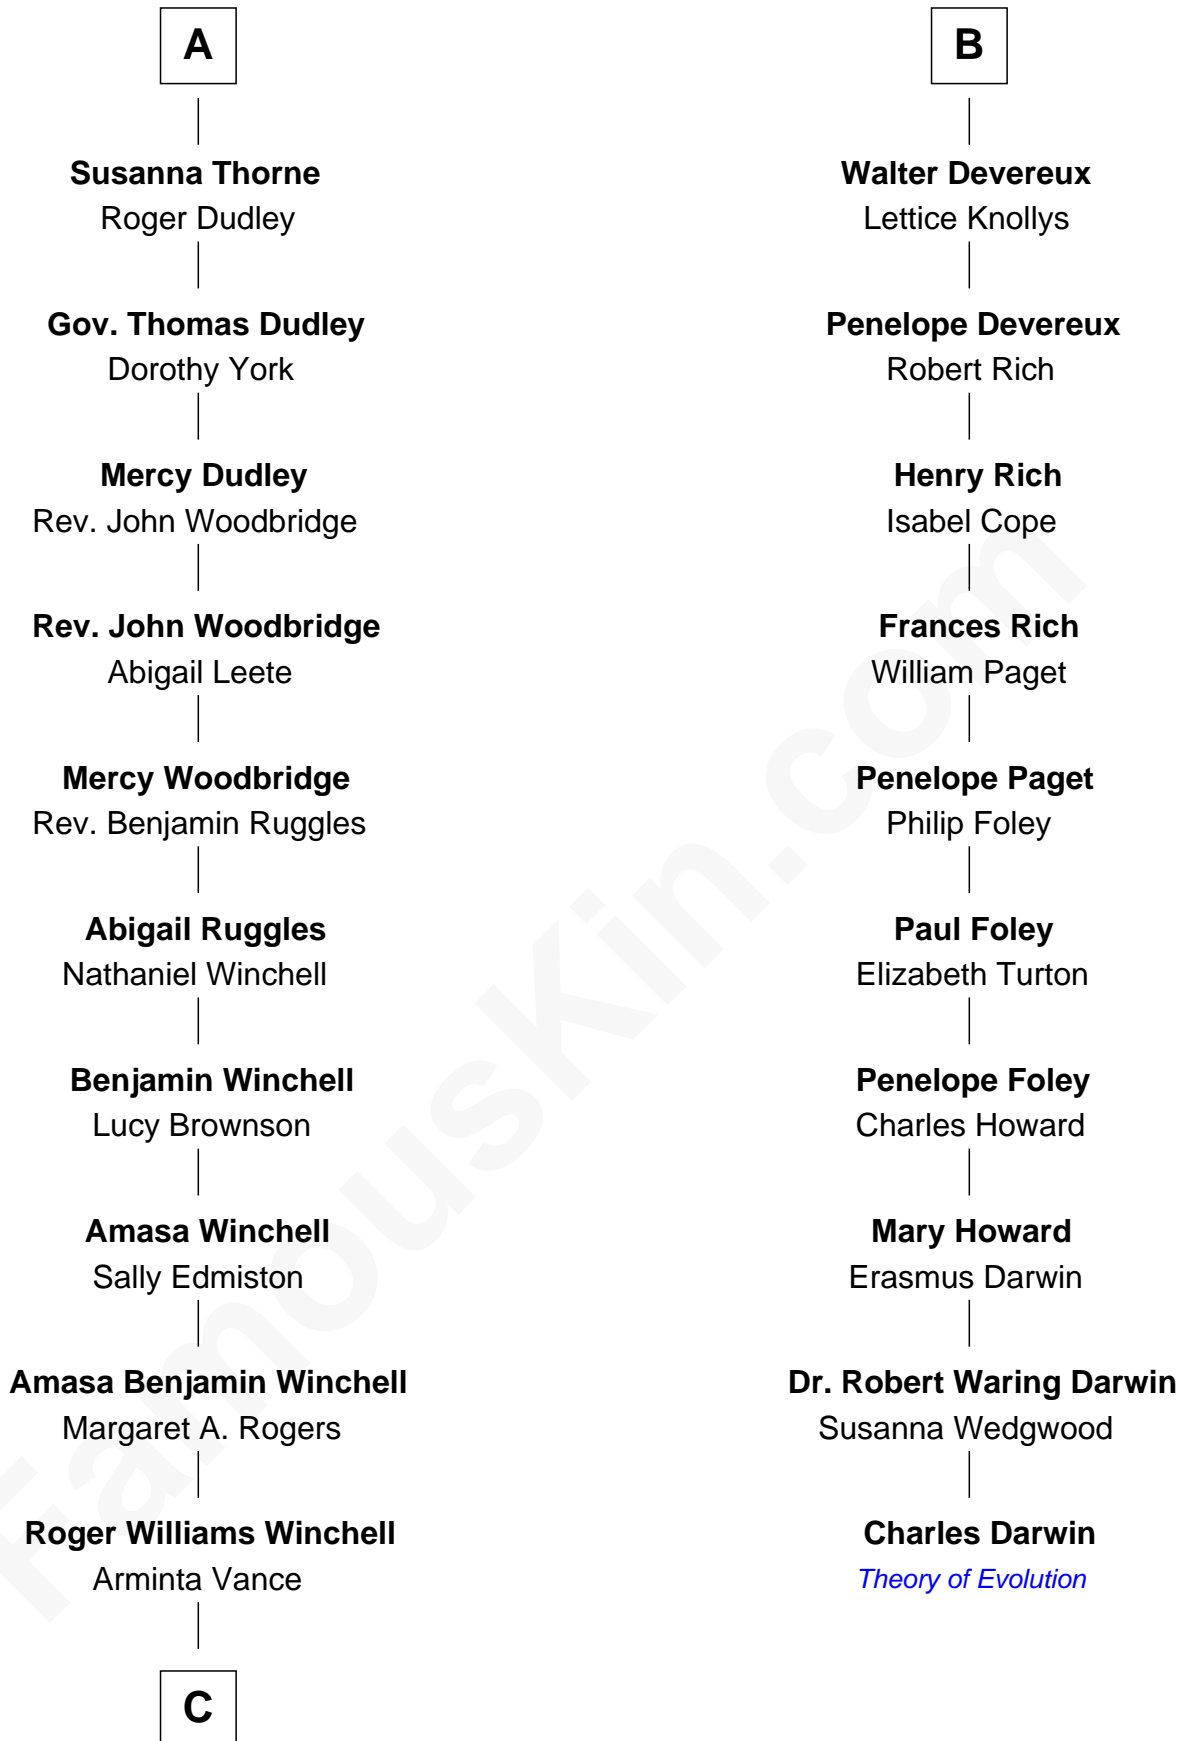 A
Susanna Thorne
Roger Dudley
Gov. Thomas Dudley
Dorothy York
Mercy Dudley
Rev. John Woodbridge
Rev. John Woodbridge
Abigail Leete
Mercy Woodbridge
Rev. Benjamin Ruggles
Abigail Ruggles
Nathaniel Winchell
Benjamin Winchell
Lucy Brownson
Amasa Winchell
Sally Edmiston
Amasa Benjamin Winchell
Margaret A. Rogers
Roger Williams Winchell
Arminta Vance
C
B
Walter Devereux
Lettice Knollys
Penelope Devereux
Robert Rich
Henry Rich
Isabel Cope
Frances Rich
William Paget
Penelope Paget
Philip Foley
Paul Foley
Elizabeth Turton
Penelope Foley
Charles Howard
Mary Howard
Erasmus Darwin
Dr. Robert Waring Darwin
Susanna Wedgwood
Charles Darwin
Theory of Evolution
FamousKin.com